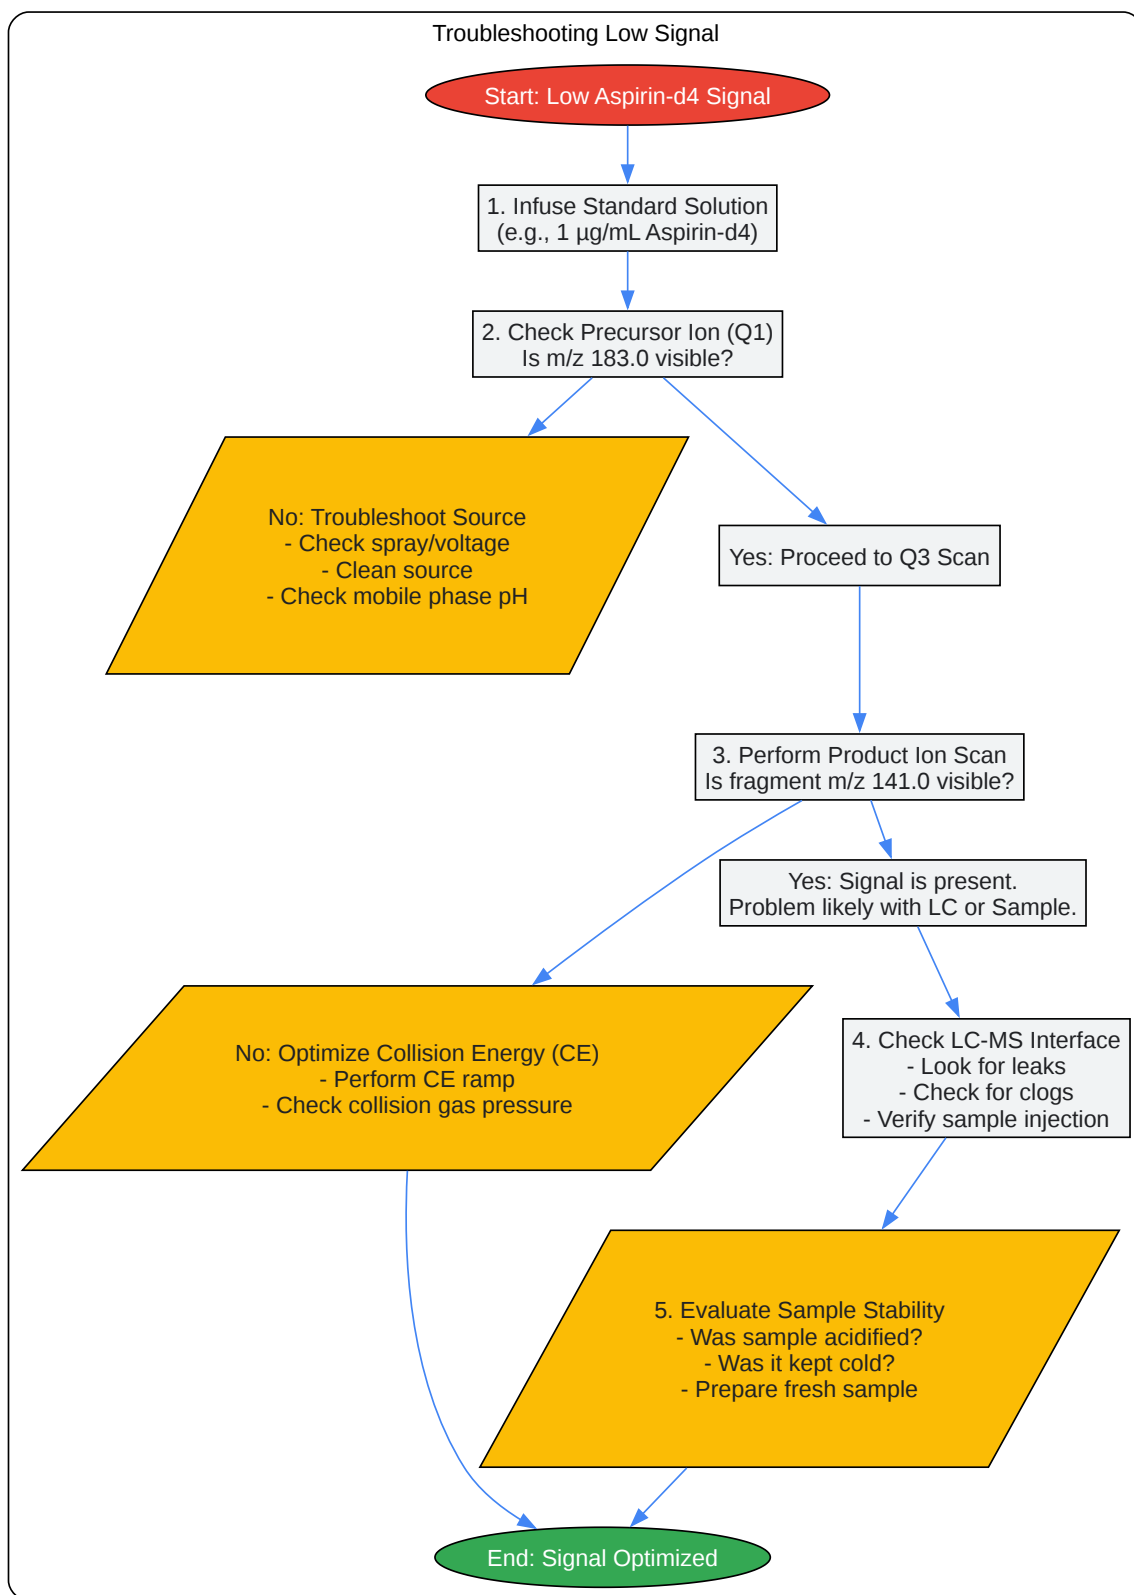 Troubleshooting Low Signal
Start: Low Aspirin-d4 Signal
1. Infuse Standard Solution
(e.g., 1 µg/mL Aspirin-d4)
2. Check Precursor Ion (Q1)
Is m/z 183.0 visible?
No: Troubleshoot Source
- Check spray/voltage
- Clean source
- Check mobile phase pH
Yes: Proceed to Q3 Scan
3. Perform Product Ion Scan
Is fragment m/z 141.0 visible?
Yes: Signal is present.
Problem likely with LC or Sample.
No: Optimize Collision Energy (CE)
- Perform CE ramp
- Check collision gas pressure
4. Check LC-MS Interface
- Look for leaks
- Check for clogs
- Verify sample injection
5. Evaluate Sample Stability
- Was sample acidified?
- Was it kept cold?
- Prepare fresh sample
End: Signal Optimized